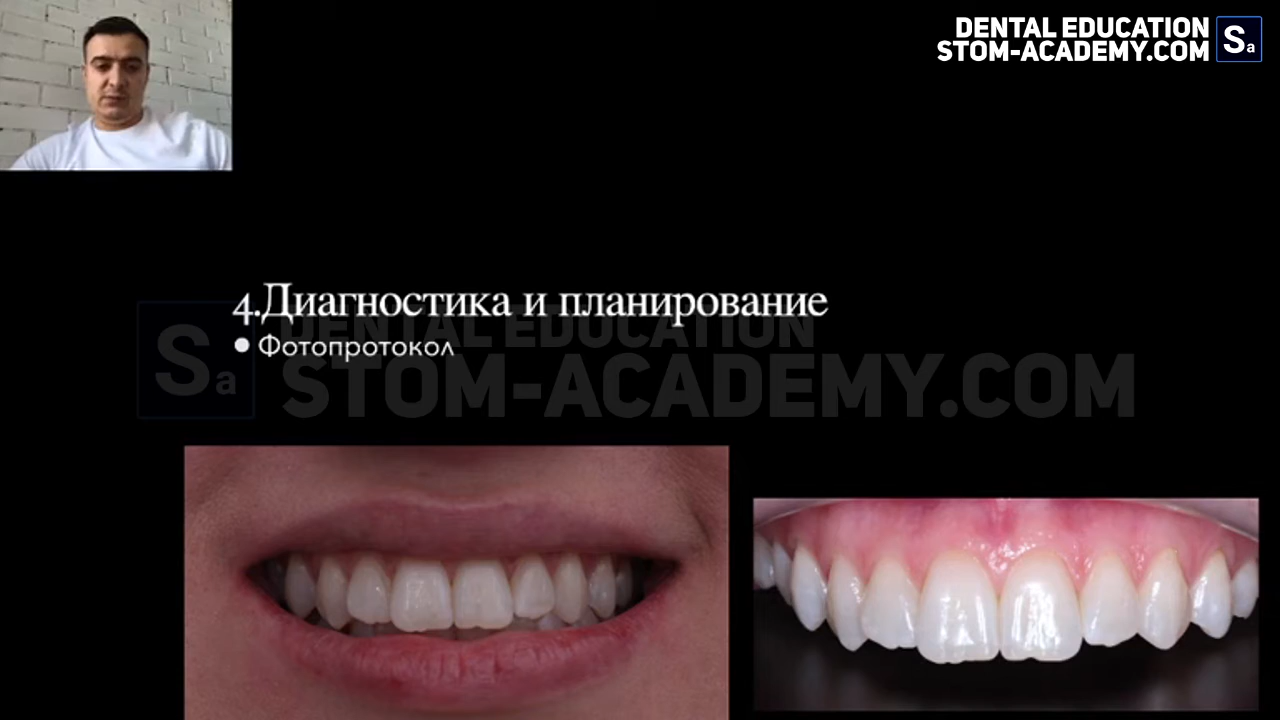 DENTAL EDUCATION
STOM-ACADEMY.COM
Sa
4.Диагностика и планирование
Фотопротокол
Sa
DENTAL EDUCATION
STOM-ACADEMY.COM